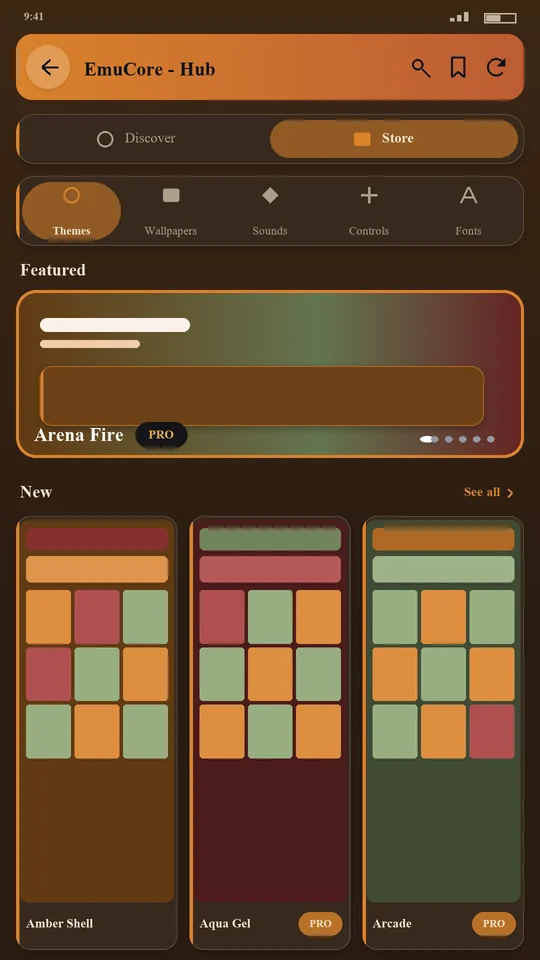 9:41
EmuCore - Hub
Discover
Store
Themes
Wallpapers
Sounds
Controls
Fonts
Featured
Arena Fire
PRO
New
See all
Amber Shell
Aqua Gel
PRO
Arcade
PRO